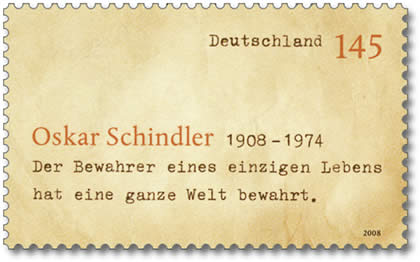 Deutschland 145
Oskar Schindler 1908 – 1974
Der Bewahrer eines einzigen Lebens
hat eine ganze Welt bewahrt.
2008